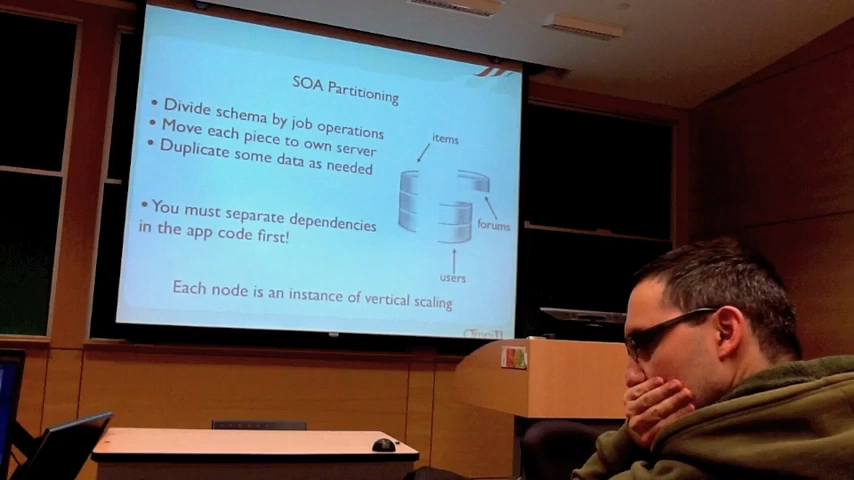 SOA Partitioning
• Divide schema by job operations
• Move each piece to own server
• Duplicate some data as needed
items
• You must separate dependencies
in the app code first!
forums
users
Each node is an instance of vertical scaling